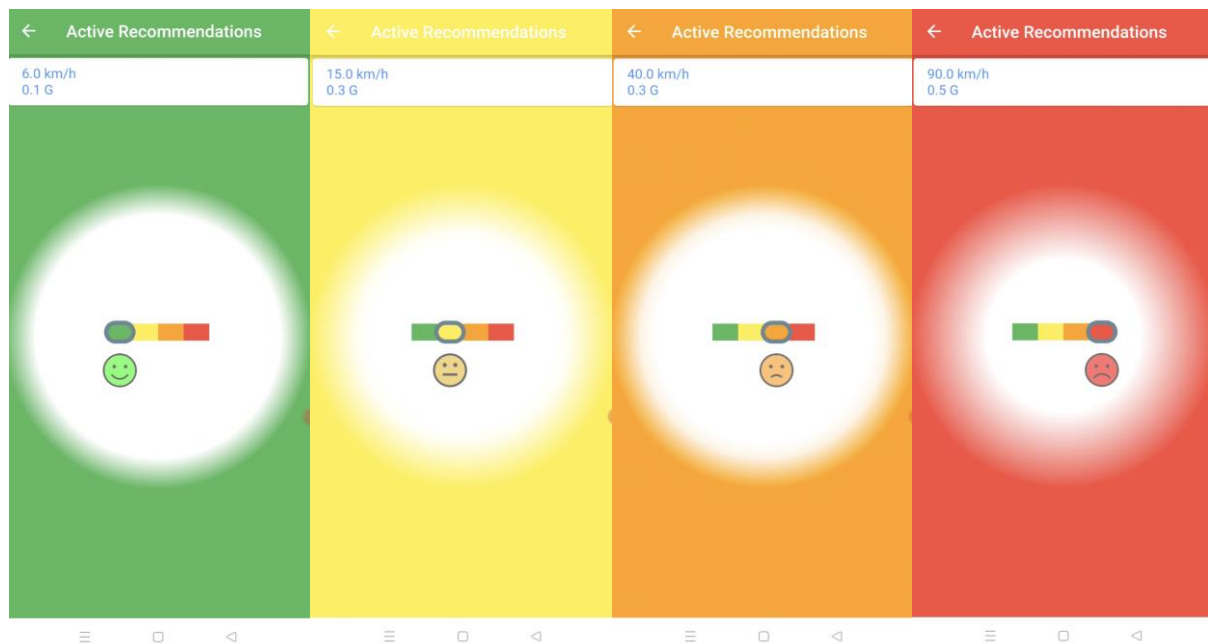 Active Recommendations
6.0 km/h
0.1 G
Active Recommendations
15.0 km/h
0.3 G
Active Recommendations
40.0 km/h
0.3 G
Active Recommendations
90.0 km/h
0.5 G